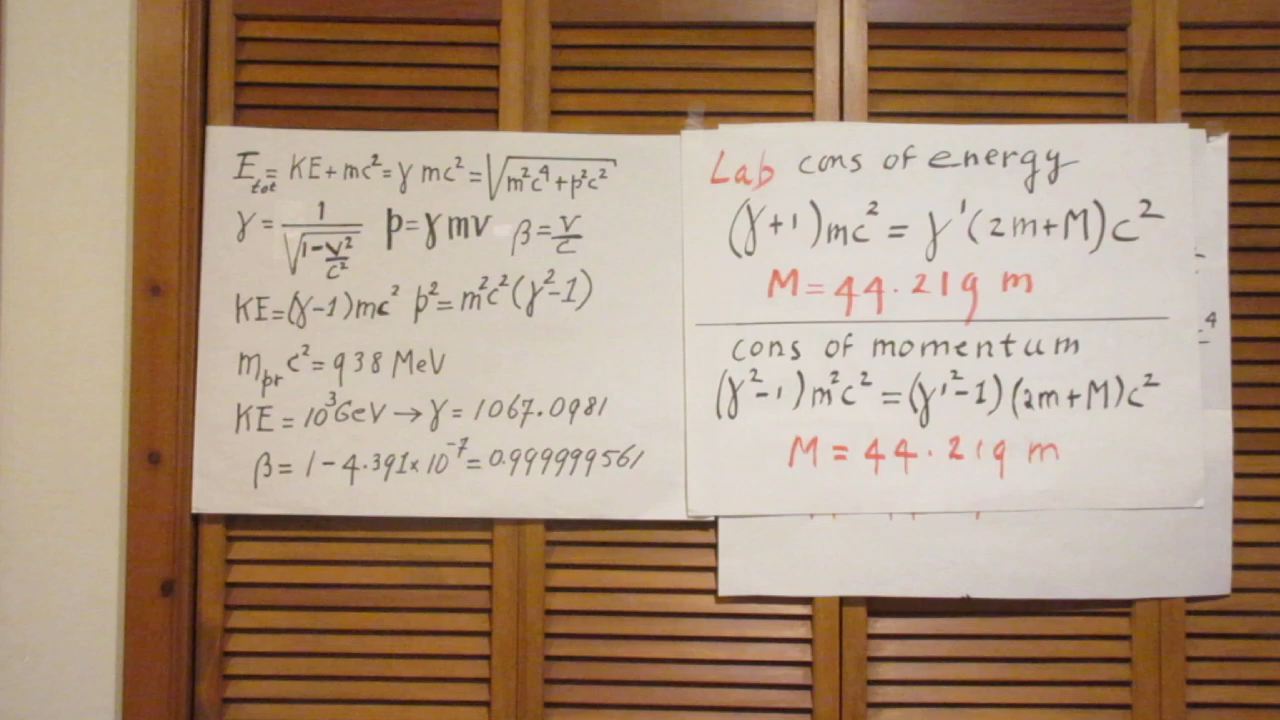 E_tot = KE + mc² = γ mc² = √(m²c⁴ + p²c²)
γ = 1/√(1 - v²/c²) p = γmv β = v/c
KE = (γ-1)mc² p² = m²c²(γ²-1)
m_pr c² = 938 MeV
KE = 10³ GeV → γ = 1067.0981
β = 1 - 4.391 × 10⁻⁷ = 0.999999561
Lab cons of energy
(γ+1)mc² = γ'(2m+M)c²
M = 44.219 m
cons of momentum
(γ²-1)m²c² = (γ'²-1)(2m+M)c²
M = 44.219 m
4